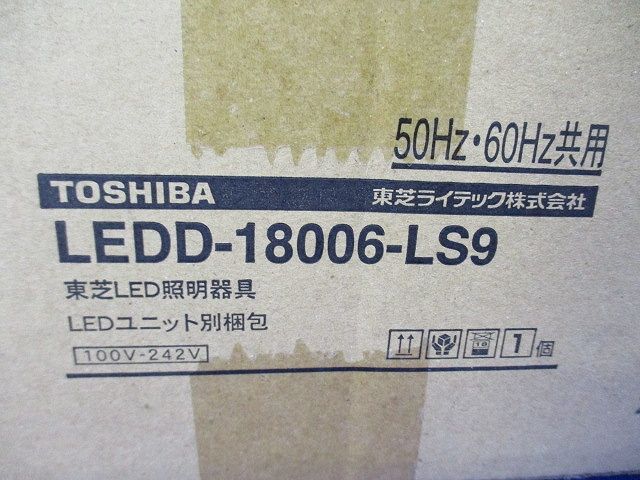 50Hz・60Hz共用
TOSHIBA 東芝ライテック株式会社
LEDD-18006-LS9
東芝LED照明器具
LEDユニット別梱包
100V-242V
10
1個